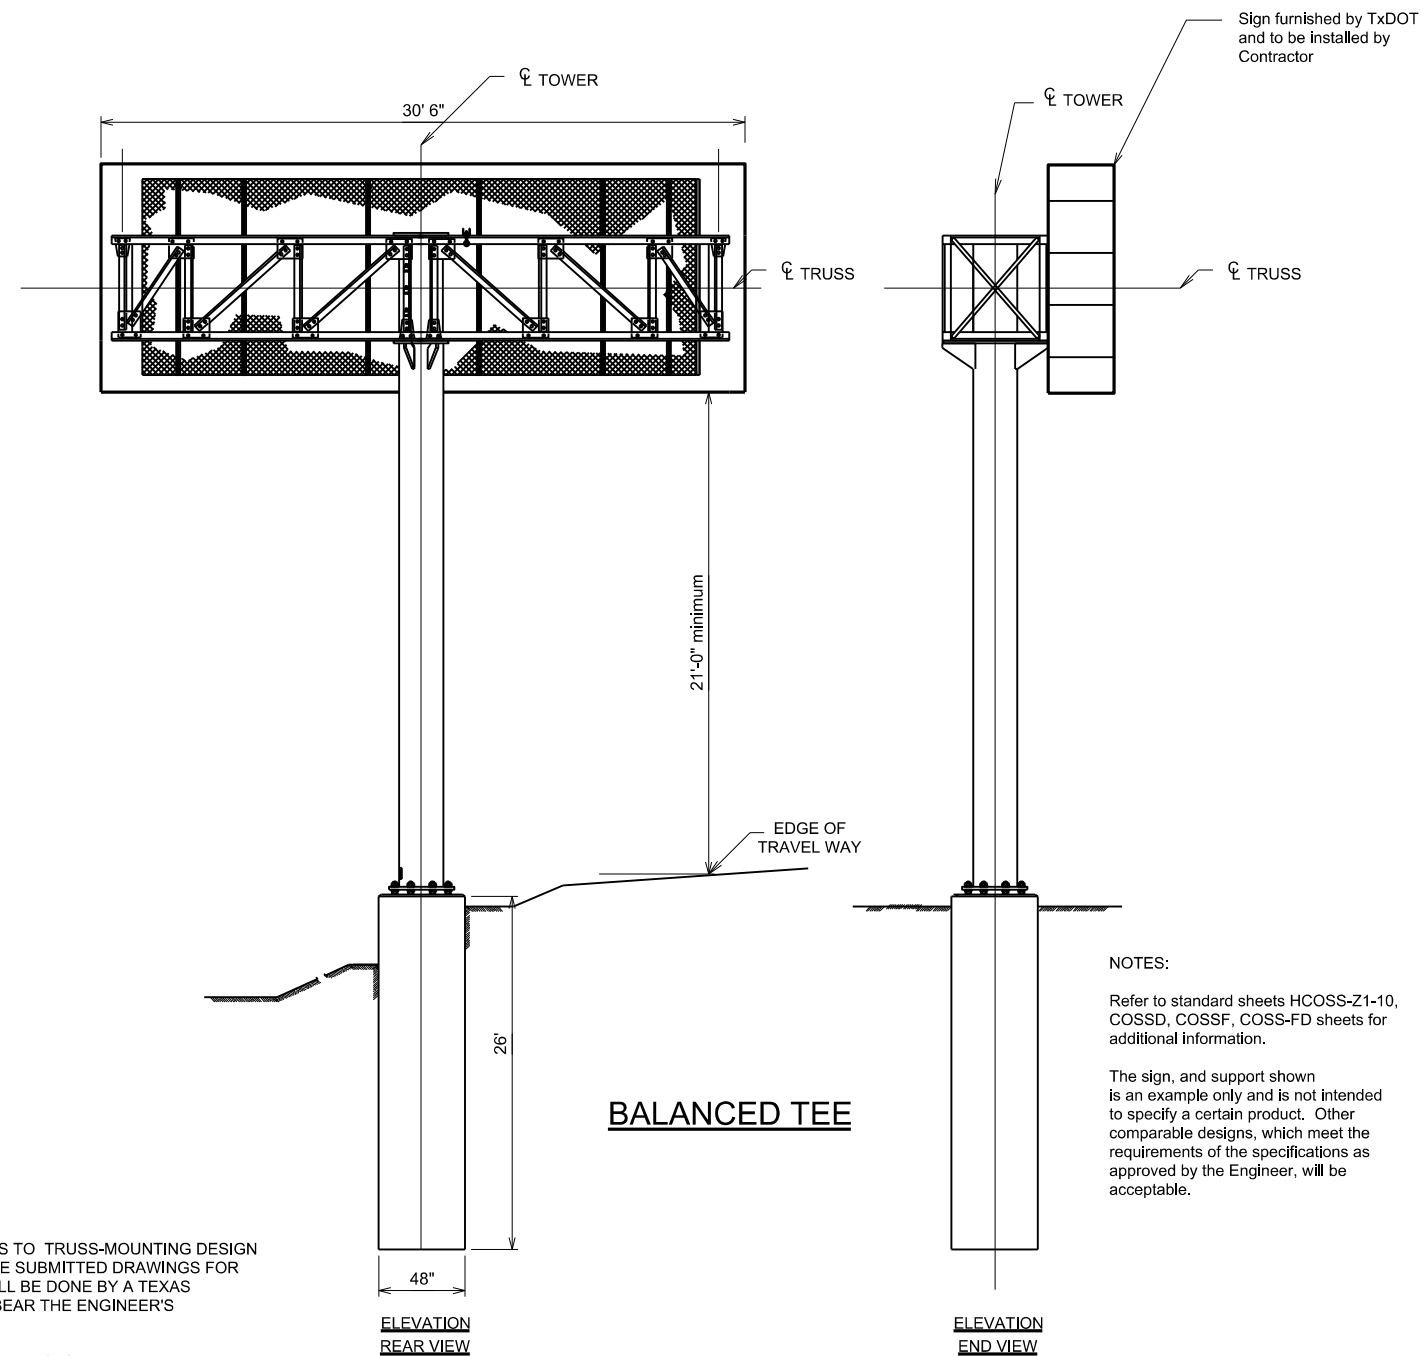 Sign furnished by TxDOT
and to be installed by
Contractor
℄ TOWER
30' 6"
℄ TOWER
℄ TRUSS
℄ TRUSS
21'-0" minimum
EDGE OF
TRAVEL WAY
26'
BALANCED TEE
NOTES:
Refer to standard sheets HCOSS-Z1-10,
COSSD, COSSF, COSS-FD sheets for
additional information.
The sign, and support shown
is an example only and is not intended
to specify a certain product. Other
comparable designs, which meet the
requirements of the specifications as
approved by the Engineer, will be
acceptable.
S TO TRUSS-MOUNTING DESIGN
E SUBMITTED DRAWINGS FOR
LL BE DONE BY A TEXAS
BEAR THE ENGINEER'S
48"
ELEVATION
REAR VIEW
ELEVATION
END VIEW